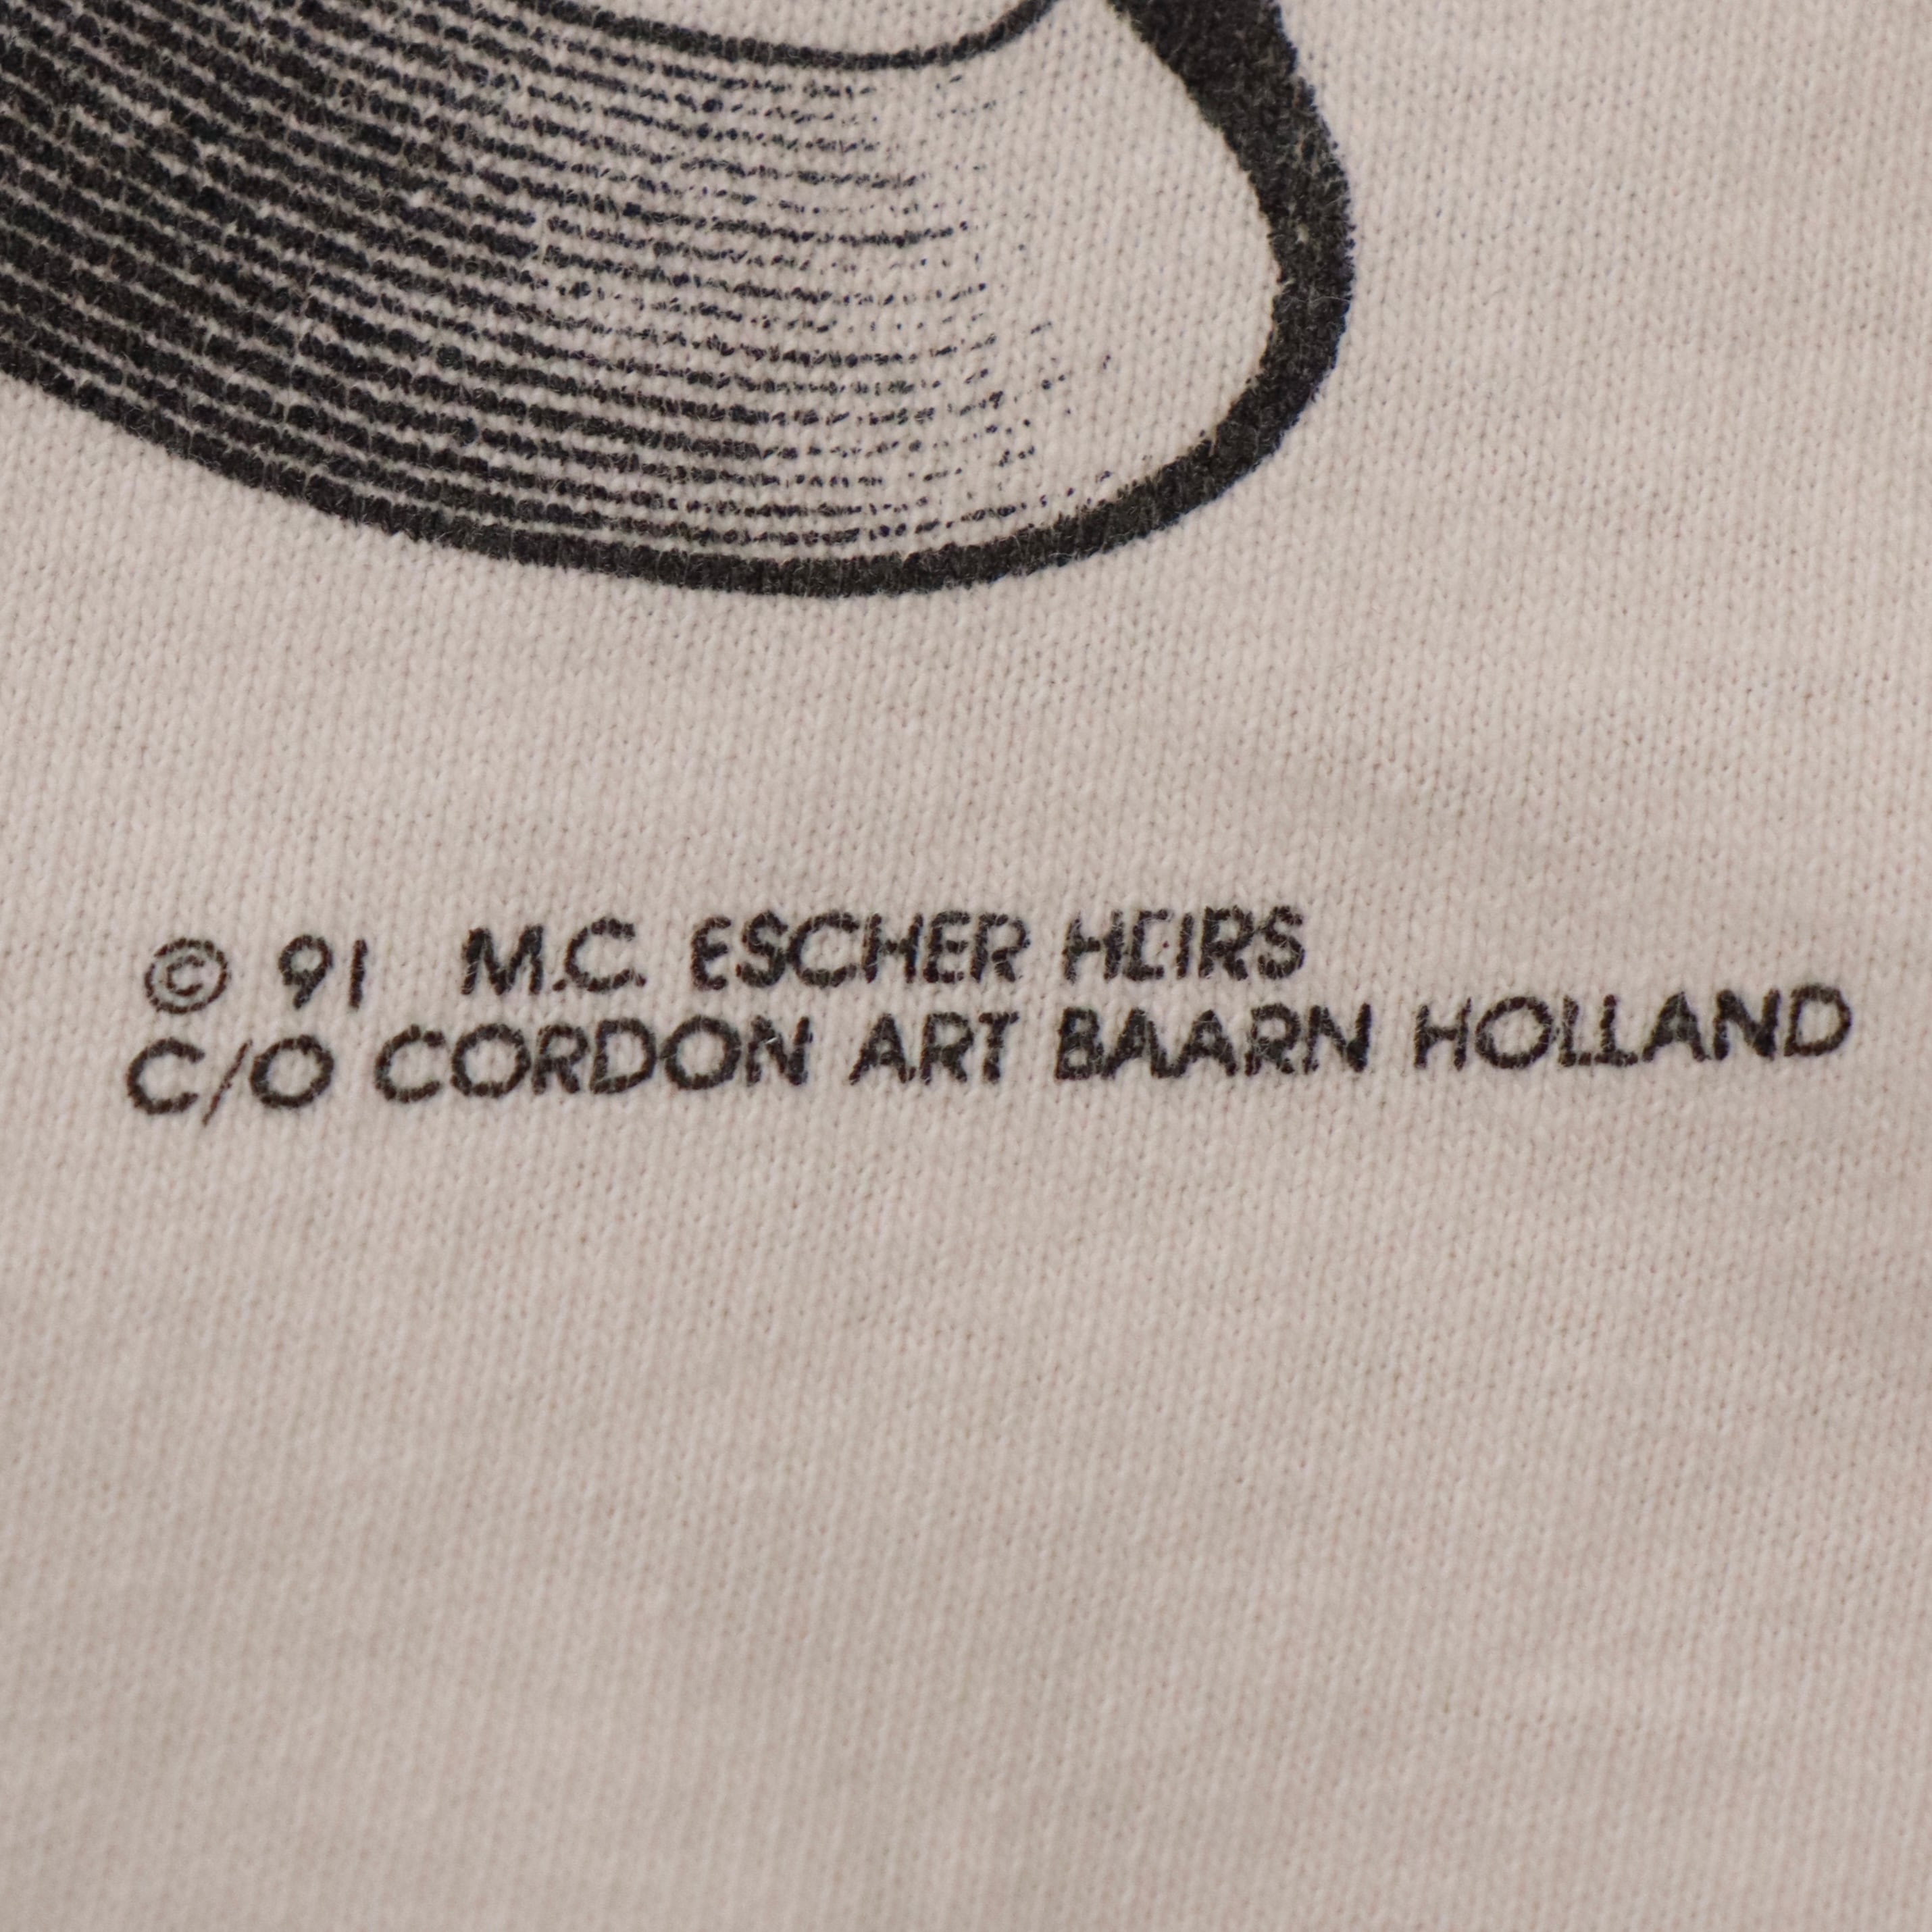 © 91 M.C. ESCHER HEIRS
C/O CORDON ART BAARN HOLLAND